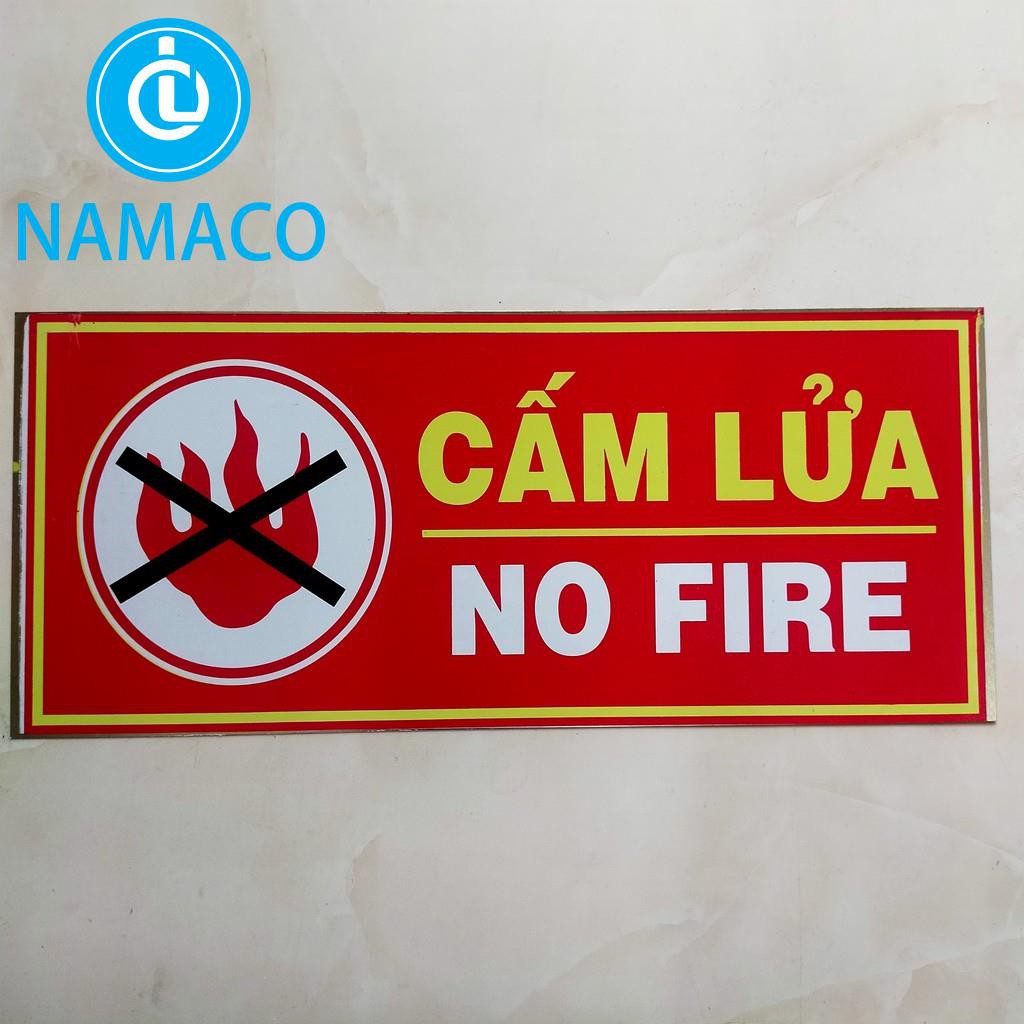 NAMACO
CẤM LỬA
NO FIRE